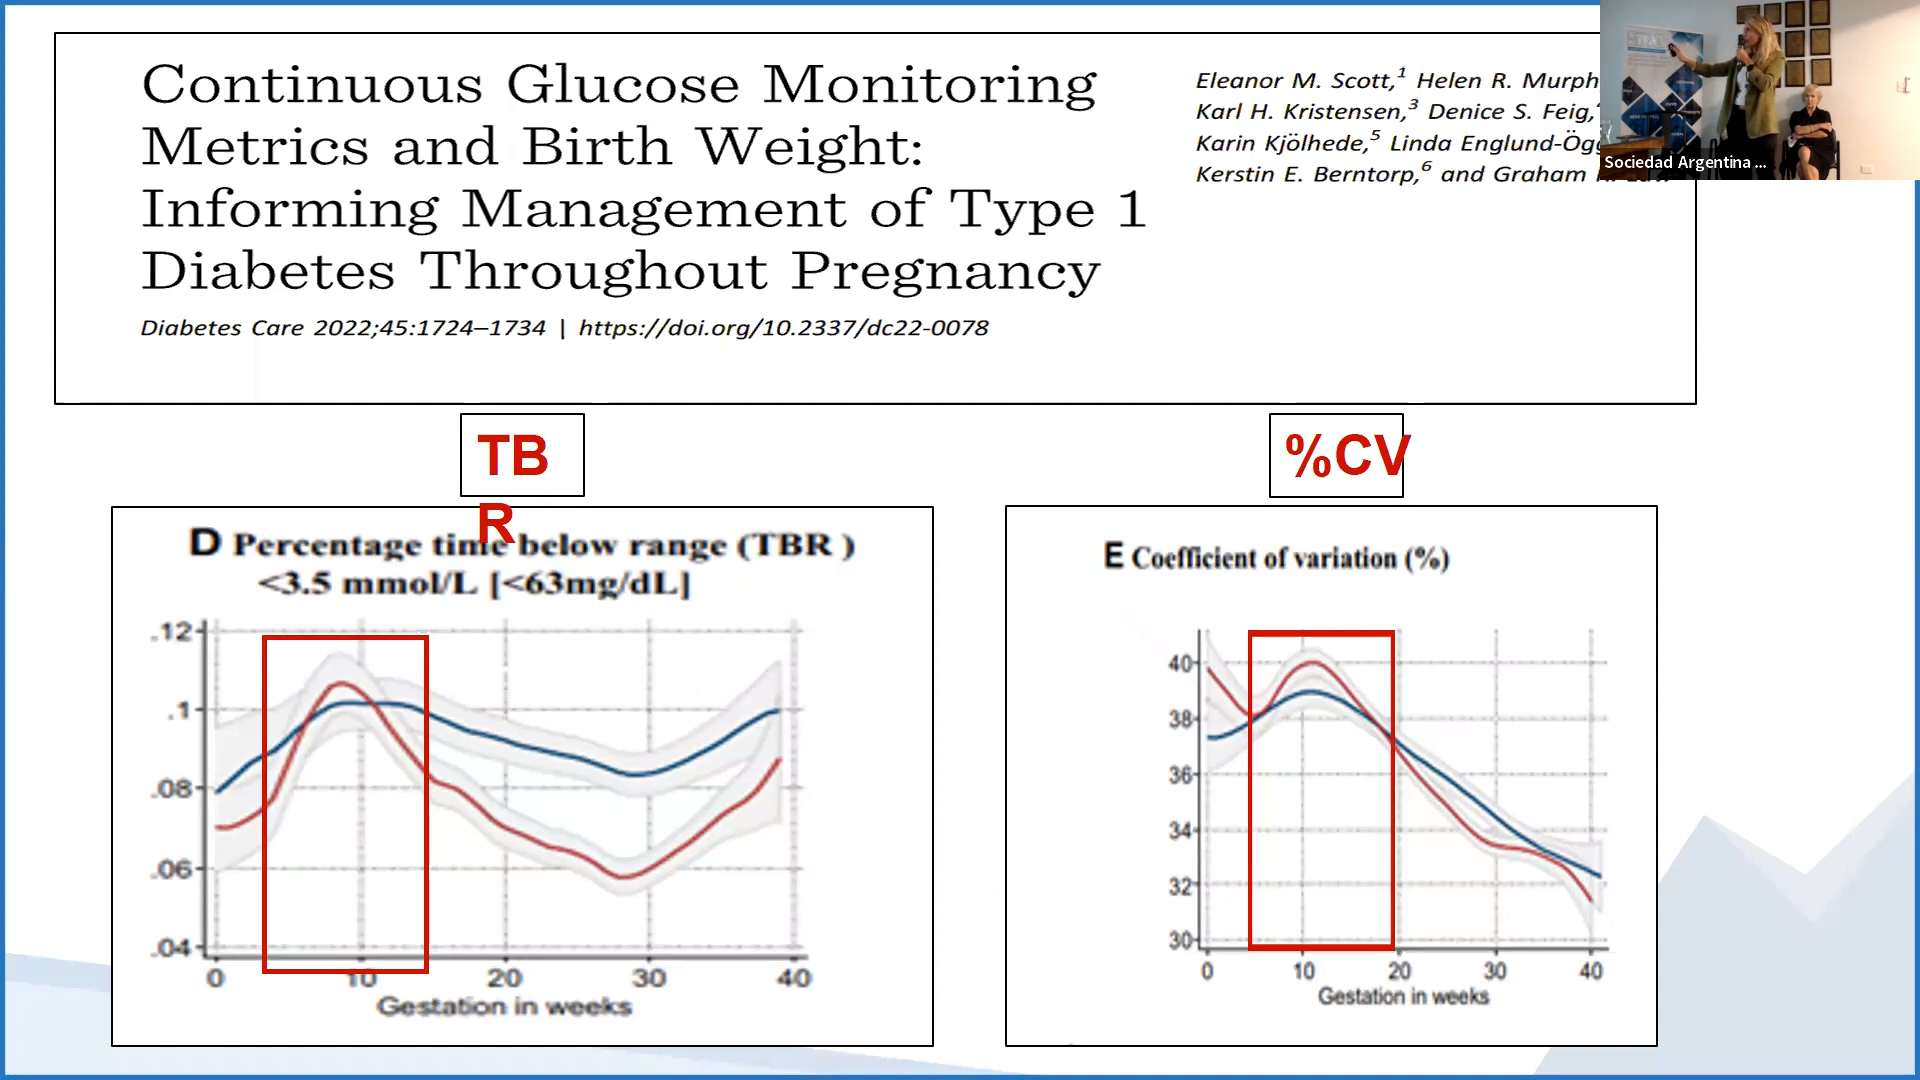 Continuous Glucose Monitoring
Metrics and Birth Weight:
Informing Management of Type 1
Diabetes Throughout Pregnancy
Diabetes Care 2022;45:1724–1734 | https://doi.org/10.2337/dc22-0078
Eleanor M. Scott,¹ Helen R. Murph
Karl H. Kristensen,³ Denice S. Feig,
Karin Kjölhede,⁵ Linda Englund-Ög
Kerstin E. Berntorp,⁶ and Graham
Sociedad Argentina ...
TB
R
%CV
D Percentage time below range (TBR )
<3.5 mmol/L [<63mg/dL]
.12
.1
.08
.06
.04
0 10 20 30 40
Gestation in weeks
E Coefficient of variation (%)
40
38
36
34
32
30
0 10 20 30 40
Gestation in weeks